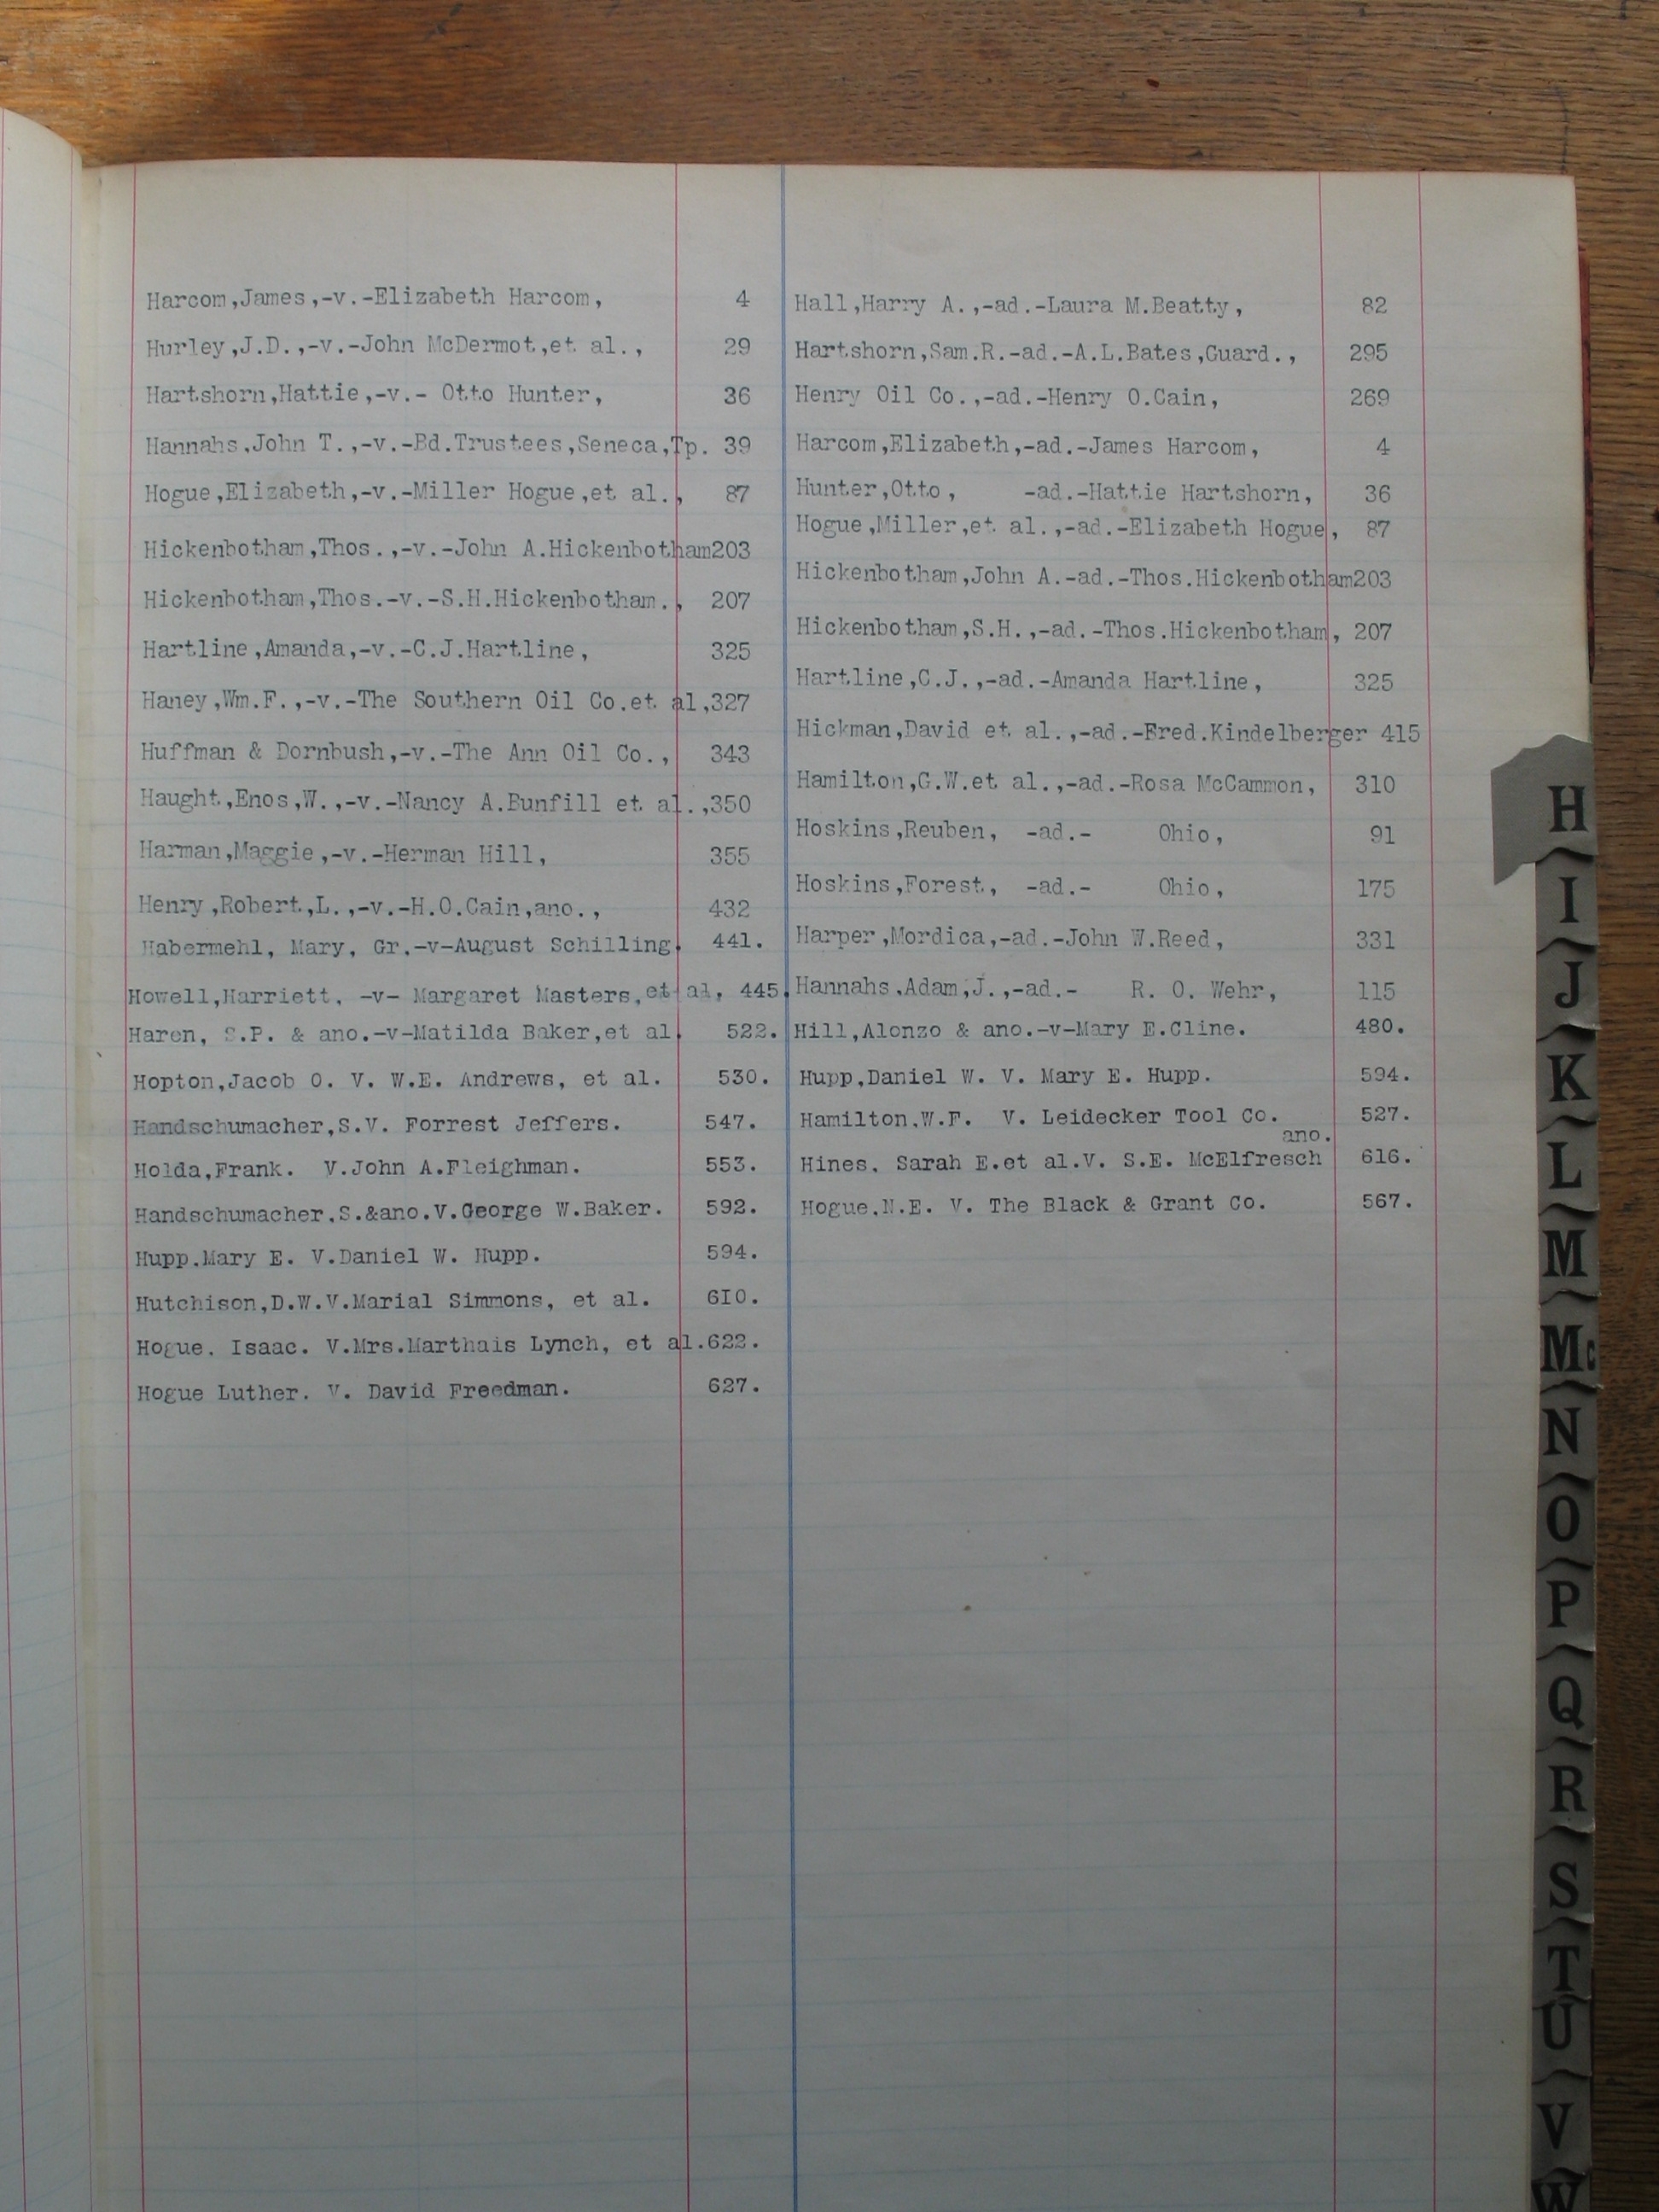 Harcom,James,-v.-Elizabeth Harcom, 4
Hurley,J.D.,-v.-John McDermot,et al., 29
Hartshorn,Hattie,-v.- Otto Hunter, 36
Hannahs,John T.,-v.-Bd.Trustees,Seneca,Tp. 39
Hogue,Elizabeth,-v.-Miller Hogue,et al., 87
Hickenbotham,Thos.,-v.-John A.Hickenbotham203
Hickenbotham,Thos.-v.-S.H.Hickenbotham., 207
Hartline,Amanda,-v.-C.J.Hartline, 325
Haney,Wm.F.,-v.-The Southern Oil Co.et al,327
Huffman & Dornbush,-v.-The Ann Oil Co., 343
Haught,Enos,W.,-v.-Nancy A.Bunfill et al.,350
Harman,Maggie,-v.-Herman Hill, 355
Henry,Robert,L.,-v.-H.O.Cain,ano., 432
Habermehl, Mary, Gr.-v-August Schilling. 441.
Howell,Harriett. -v- Margaret Masters,et al. 445.
Haren, S.P. & ano.-v-Matilda Baker,et al. 522.
Hopton,Jacob O. V. W.E. Andrews, et al. 530.
Handschumacher,S.V. Forrest Jeffers. 547.
Holda,Frank. V.John A.Fleighman. 553.
Handschumacher.S.&ano.V.George W.Baker. 592.
Hupp.Mary E. V.Daniel W. Hupp. 594.
Hutchison,D.W.V.Marial Simmons, et al. 6I0.
Hogue. Isaac. V.Mrs.Marthais Lynch, et al.622.
Hogue Luther. V. David Freedman. 627.
Hall,Harry A.,-ad.-Laura M.Beatty, 82
Hartshorn,Sam.R.-ad.-A.L.Bates,Guard., 295
Henry Oil Co.,-ad.-Henry O.Cain, 269
Harcom,Elizabeth,-ad.-James Harcom, 4
Hunter,Otto, -ad.-Hattie Hartshorn, 36
Hogue,Miller,et al.,-ad.-Elizabeth Hogue, 87
Hickenbotham,John A.-ad.-Thos.Hickenbotham203
Hickenbotham,S.H.,-ad.-Thos.Hickenbotham, 207
Hartline,C.J.,-ad.-Amanda Hartline, 325
Hickman,David et al.,-ad.-Fred.Kindelberger 415
Hamilton,G.W.et al.,-ad.-Rosa McCammon, 310
Hoskins,Reuben, -ad.- Ohio, 91
Hoskins,Forest, -ad.- Ohio, 175
Harper,Mordica,-ad.-John W.Reed, 331
Hannahs,Adam,J.,-ad.- R. O. Wehr, 115
Hill,Alonzo & ano.-v-Mary E.Cline. 480.
Hupp,Daniel W. V. Mary E. Hupp. 594.
Hamilton.W.F. V. Leidecker Tool Co. 527.
ano.
Hines. Sarah E.et al.V. S.E. McElfresch 616.
Hogue.N.E. V. The Black & Grant Co. 567.
H
I
J
K
L
M
Mc
N
O
P
Q
R
S
T
U
V
W